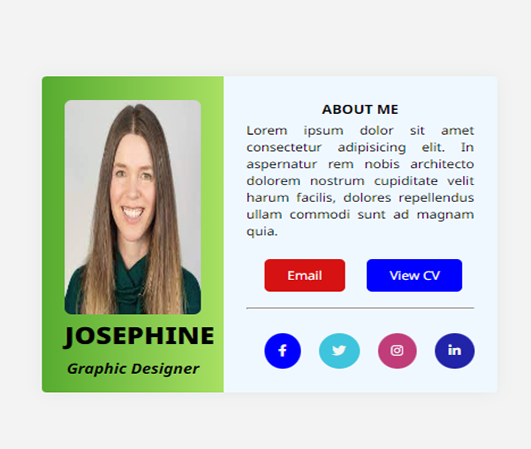 JOSEPHINE
Graphic Designer
ABOUT ME
Lorem ipsum dolor sit amet
consectetur adipisicing elit. In
aspernatur rem nobis architecto
dolorem nostrum cupiditate velit
harum facilis, dolores repellendus
ullam commodi sunt ad magnam
quia.
Email
View CV
f
in